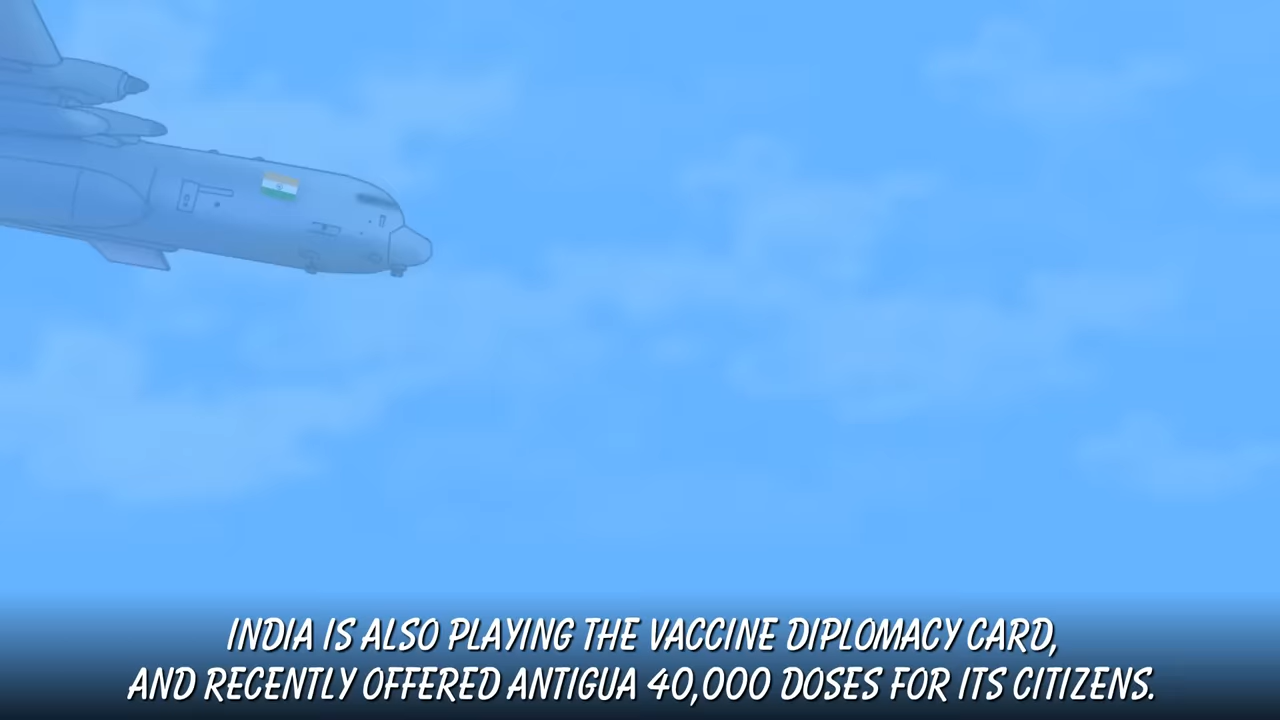 INDIA IS ALSO PLAYING THE VACCINE DIPLOMACY CARD,
AND RECENTLY OFFERED ANTIGUA 40,000 DOSES FOR ITS CITIZENS.